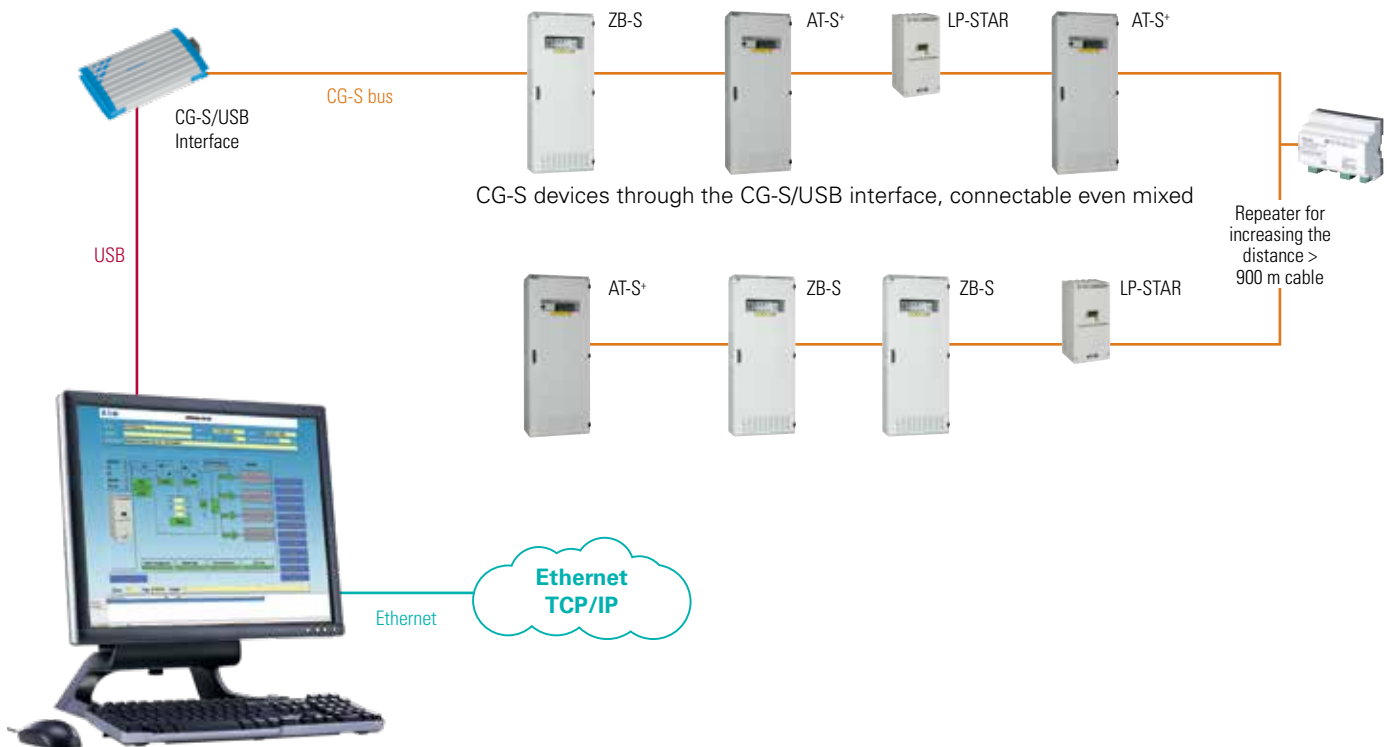 ZB-S
AT-S⁺
LP-STAR
AT-S⁺
CG-S bus
CG-S/USB
Interface
CG-S devices through the CG-S/USB interface, connectable even mixed
Repeater for
increasing the
distance >
900 m cable
USB
AT-S⁺
ZB-S
ZB-S
LP-STAR
Ethernet
TCP/IP
Ethernet